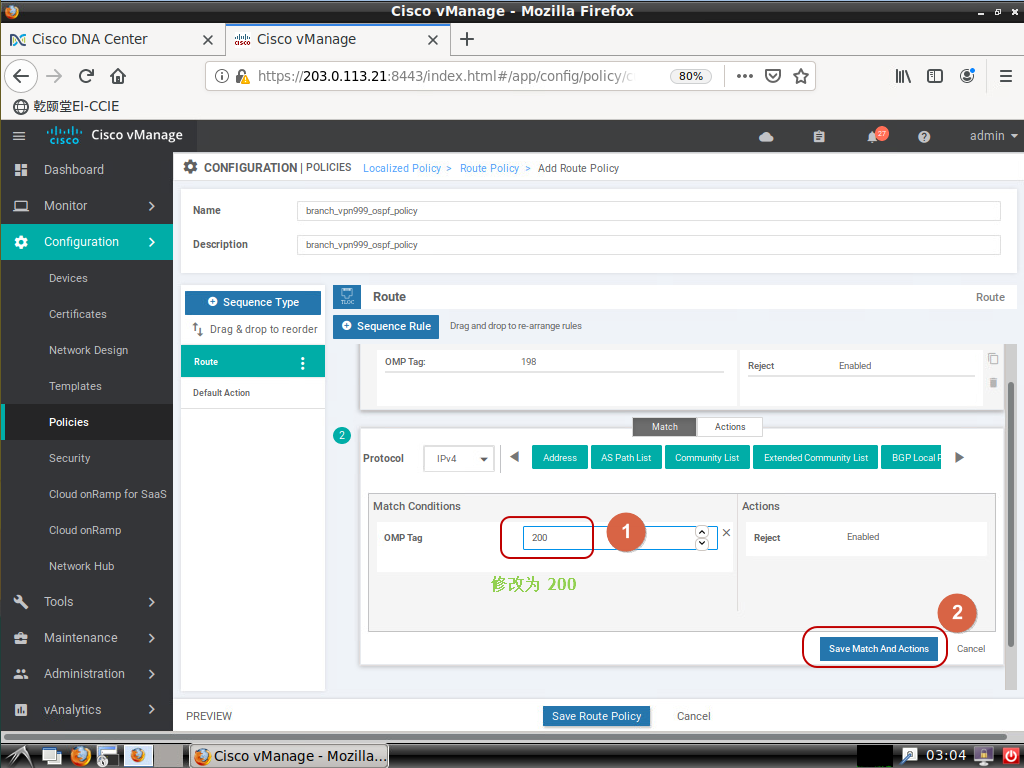 Cisco vManage - Mozilla Firefox
Cisco DNA Center
Cisco vManage
https://203.0.113.21:8443/index.html#/app/config/policy/c
80%
乾颐堂EI-CCIE
cisco
Cisco vManage
27
admin
Dashboard
Monitor
Configuration
Devices
Certificates
Network Design
Templates
Policies
Security
Cloud onRamp for SaaS
Cloud onRamp
Network Hub
Tools
Maintenance
Administration
vAnalytics
CONFIGURATION | POLICIES Localized Policy > Route Policy > Add Route Policy
Name branch_vpn999_ospf_policy
Description branch_vpn999_ospf_policy
Sequence Type
Drag & drop to reorder
Route
Default Action
TLOC
Route
Route
Sequence Rule Drag and drop to re-arrange rules
OMP Tag: 198
Reject Enabled
2
Match Actions
Protocol IPv4 Address AS Path List Community List Extended Community List BGP Local P
Match Conditions
Actions
OMP Tag 200
1
Reject Enabled
修改为 200
2
Save Match And Actions Cancel
PREVIEW Save Route Policy Cancel
Cisco vManage - Mozilla...
03:04